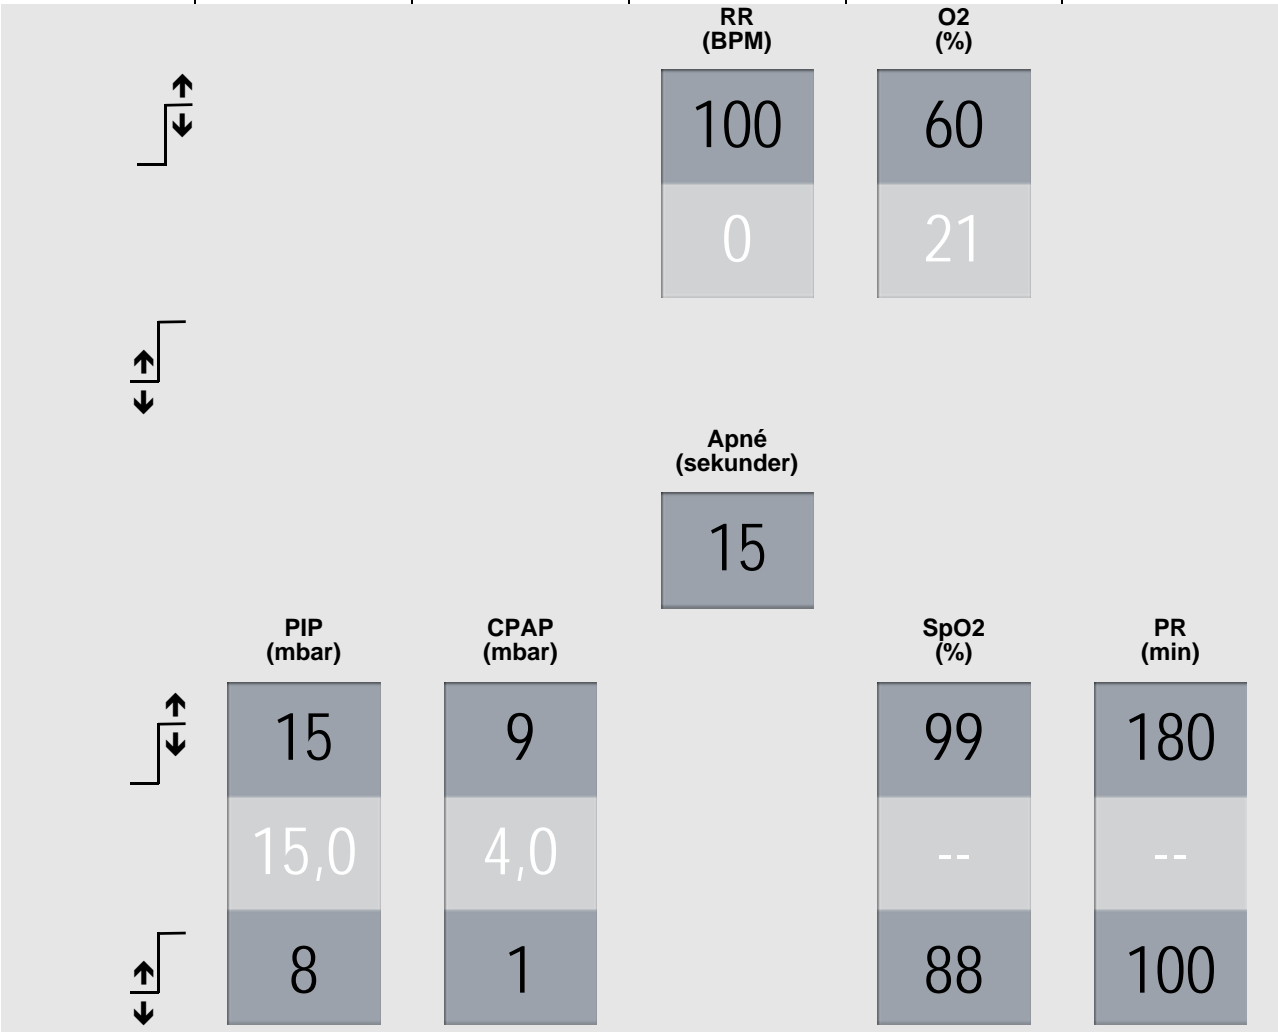 RR
(BPM)
O2
(%)
100
60
0
21
Apné
(sekunder)
15
PIP
(mbar)
CPAP
(mbar)
SpO2
(%)
PR
(min)
15
9
99
180
15,0
4,0
--
--
8
1
88
100